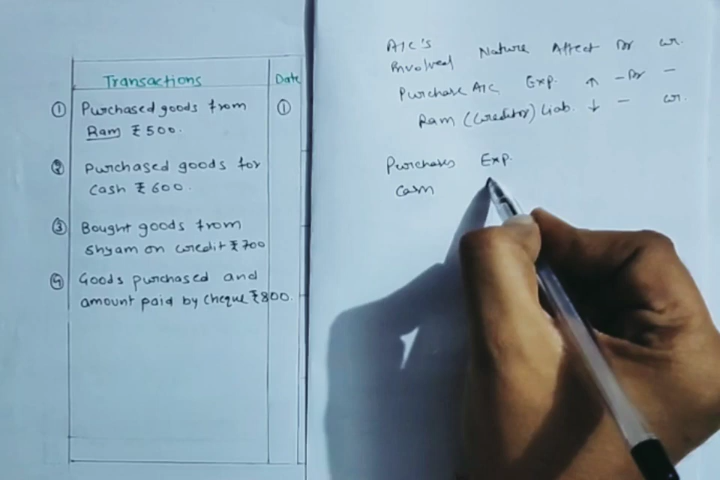 Transactions Date
① Purchased goods from ①
Ram ₹500.
② Purchased goods for
Cash ₹600.
③ Bought goods from
Shyam on credit ₹700
④ Goods purchased and
amount paid by cheque ₹800.
A/C's
Involved Nature Affect Dr Cr.
Purchase A/C Exp. ↑ - Dr -
Ram (Creditor) Liab. ↓ - Cr.
Purchases Exp.
Cash